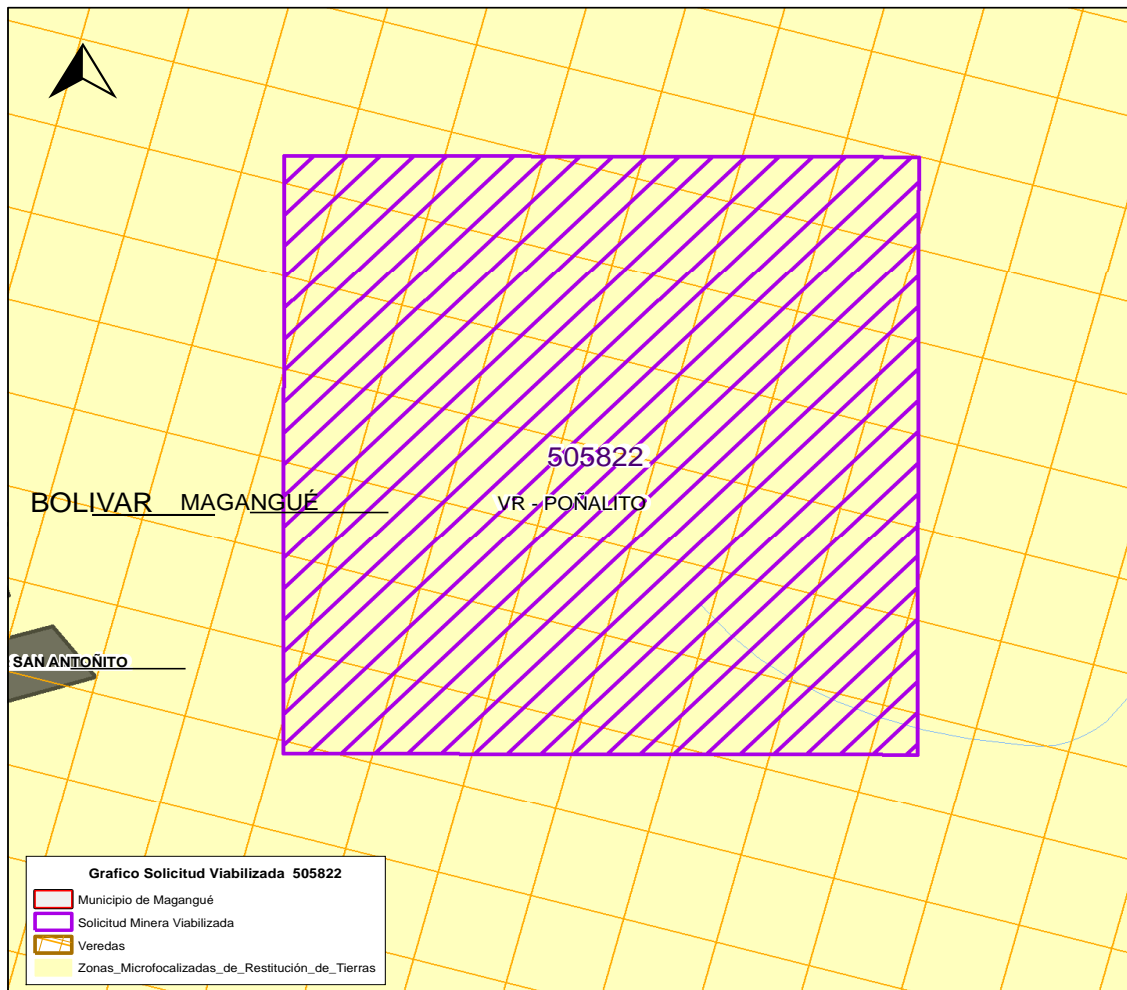 505822
BOLIVAR MAGANGUÉ VR - POÑALITO
SAN ANTOÑITO
Grafico Solicitud Viabilizada 505822
Municipio de Magangué
Solicitud Minera Viabilizada
Veredas
Zonas_Microfocalizadas_de_Restitución_de_Tierras